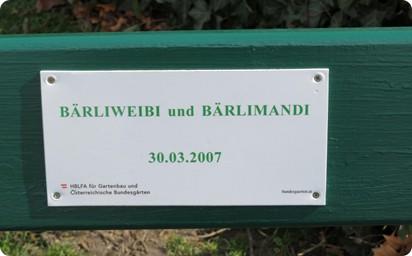 BÄRLIWEIBI und BÄRLIMANDI
30.03.2007
HBLFA für Gartenbau und
Österreichische Bundesgärten